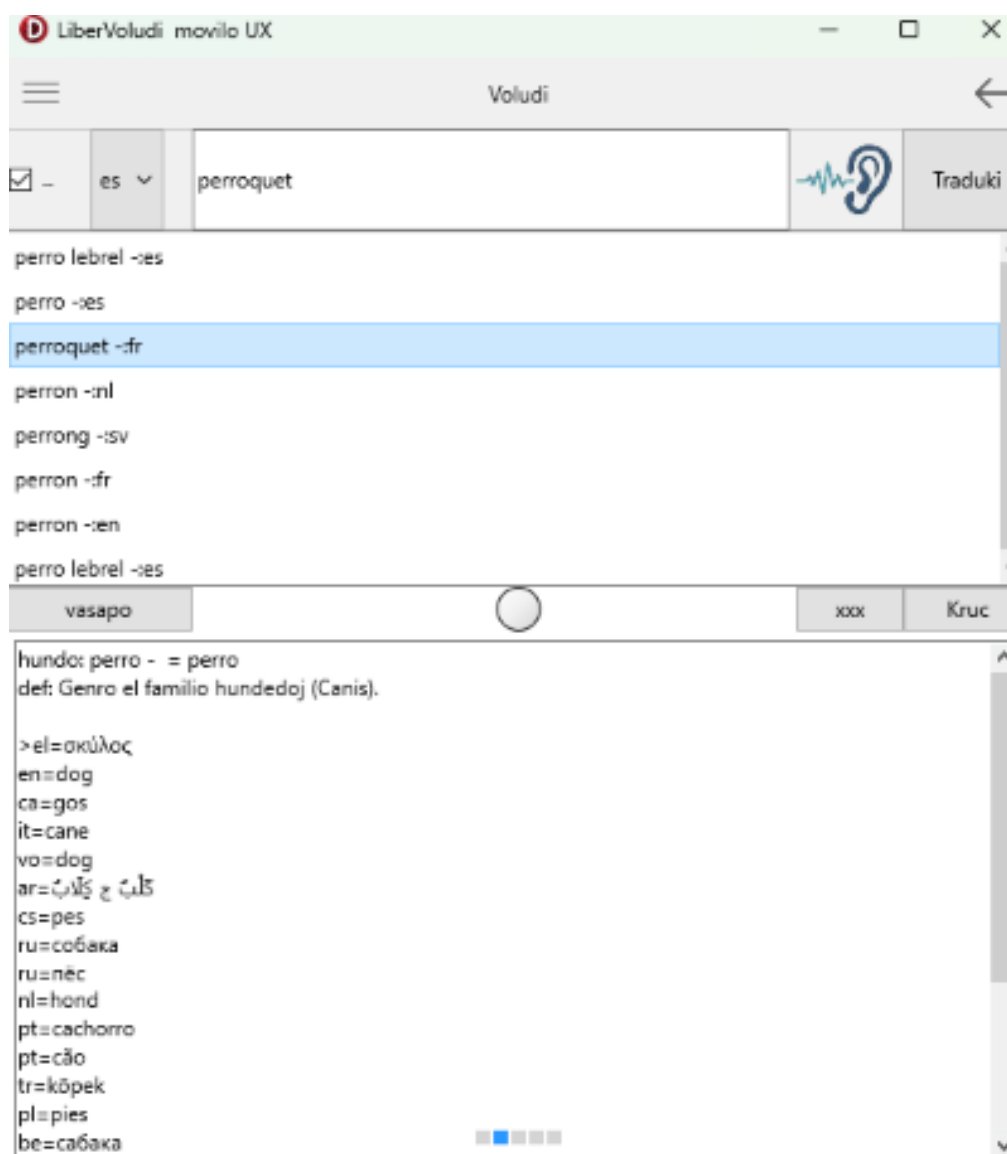 LiberVoludi movilo UX
Voludi
es
perroquet
Traduki
perro lebrel -:es
perro -:es
perroquet -:fr
perron -:nl
perrong -:sv
perron -:fr
perron -:en
perro lebrel -:es
vasapo
xxx
Kruc
hundo: perro - = perro
def: Genro el familio hundedoj (Canis).
>el=σκύλος
en=dog
ca=gos
it=cane
vo=dog
ar=كَلْبٌ ج كِلَابٌ
cs=pes
ru=собака
ru=пёс
nl=hond
pt=cachorro
pt=cão
tr=köpek
pl=pies
be=сабака